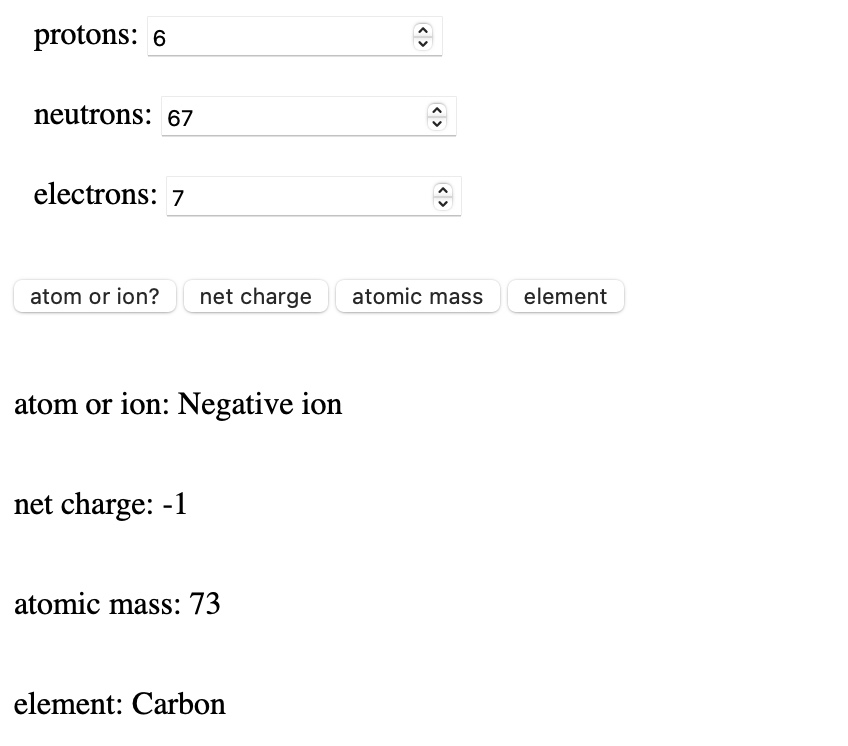 protons: 6
neutrons: 67
electrons: 7
atom or ion? net charge atomic mass element
atom or ion: Negative ion
net charge: -1
atomic mass: 73
element: Carbon